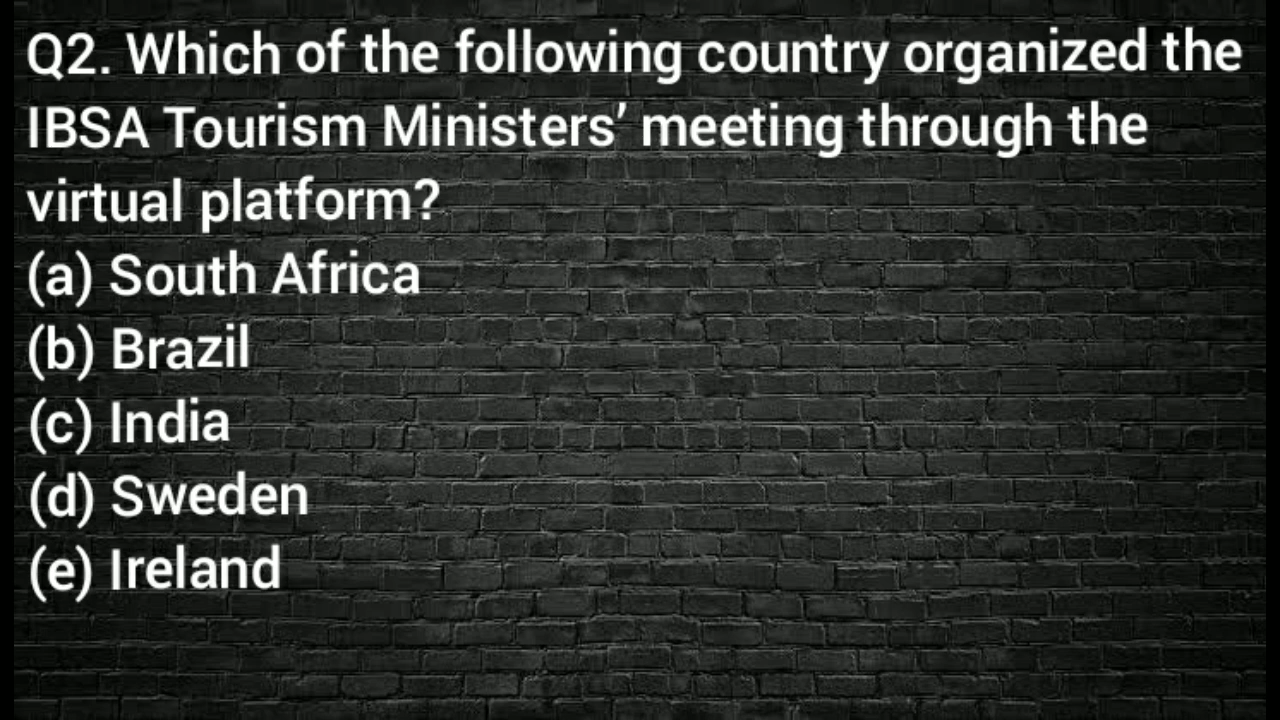 Q2. Which of the following country organized the
IBSA Tourism Ministers’ meeting through the
virtual platform?
(a) South Africa
(b) Brazil
(c) India
(d) Sweden
(e) Ireland